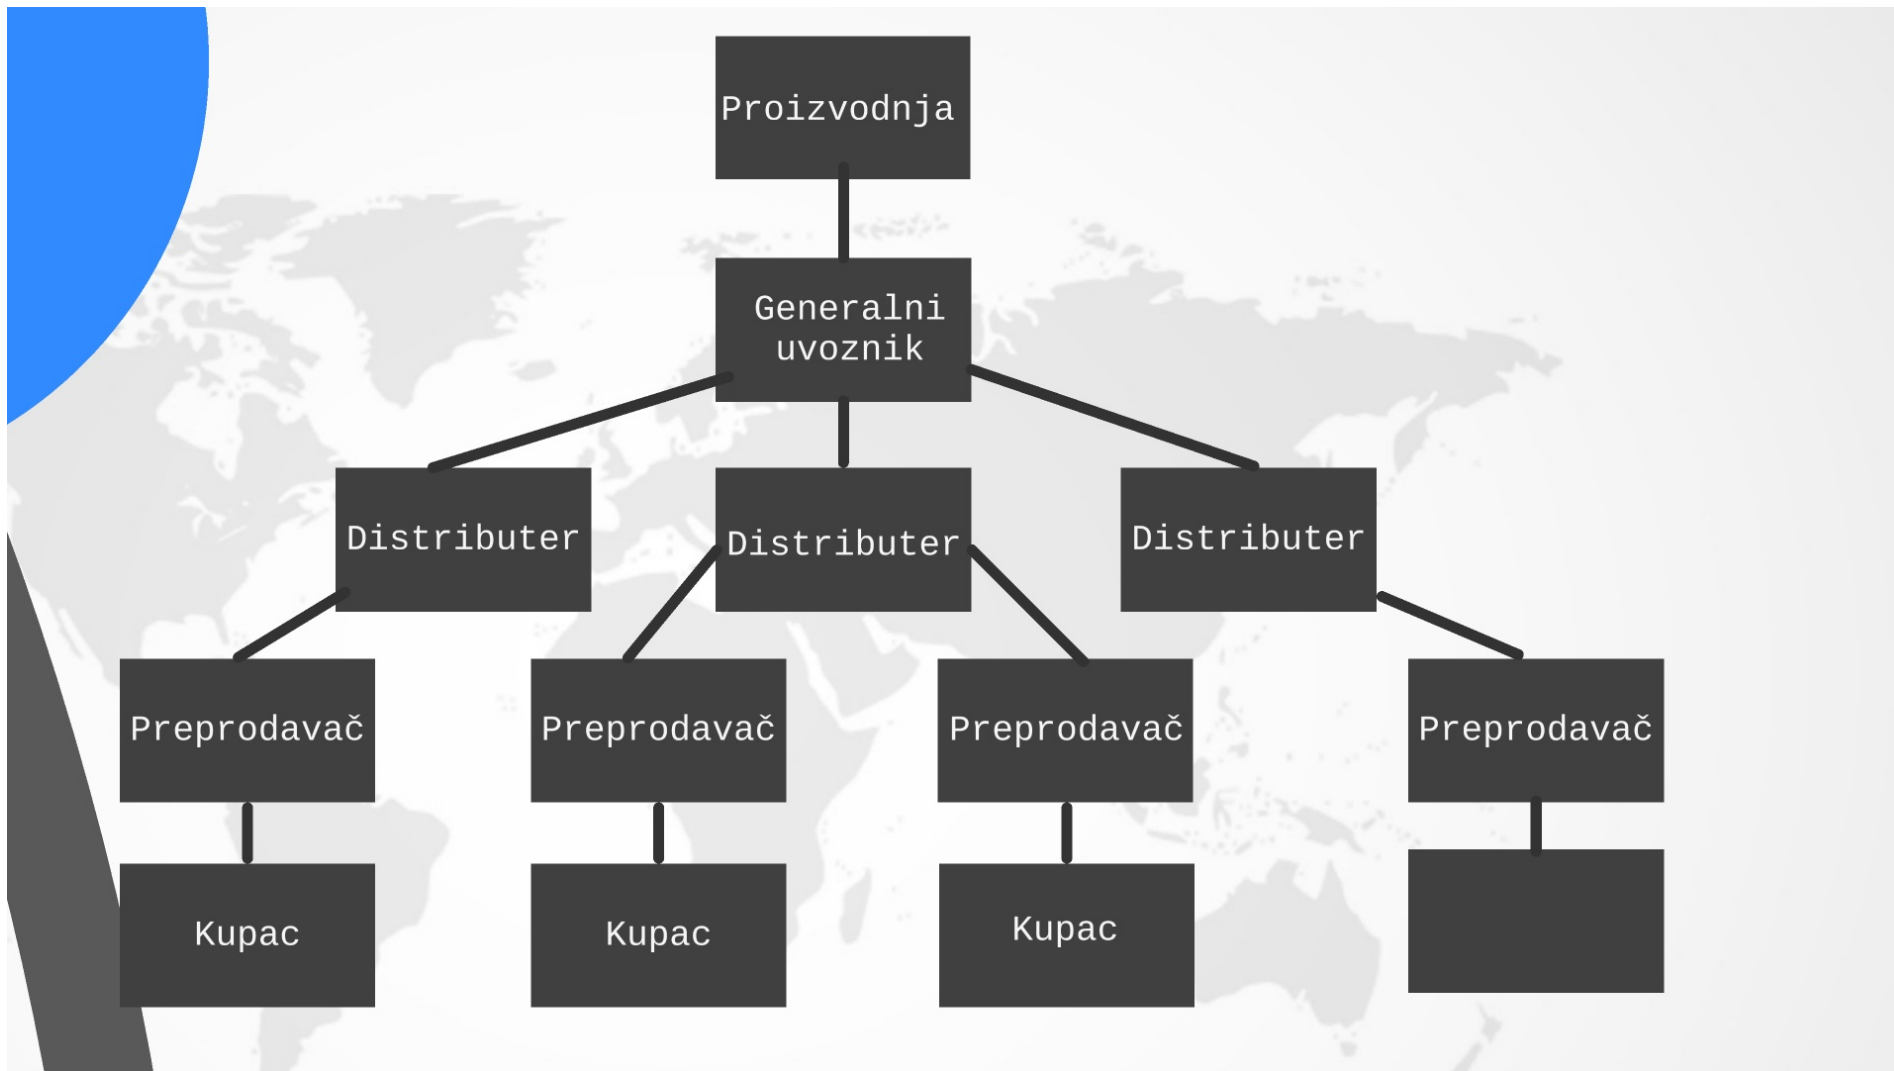 Proizvodnja
Generalni
uvoznik
Distributer
Distributer
Distributer
Preprodavač
Preprodavač
Preprodavač
Preprodavač
Kupac
Kupac
Kupac